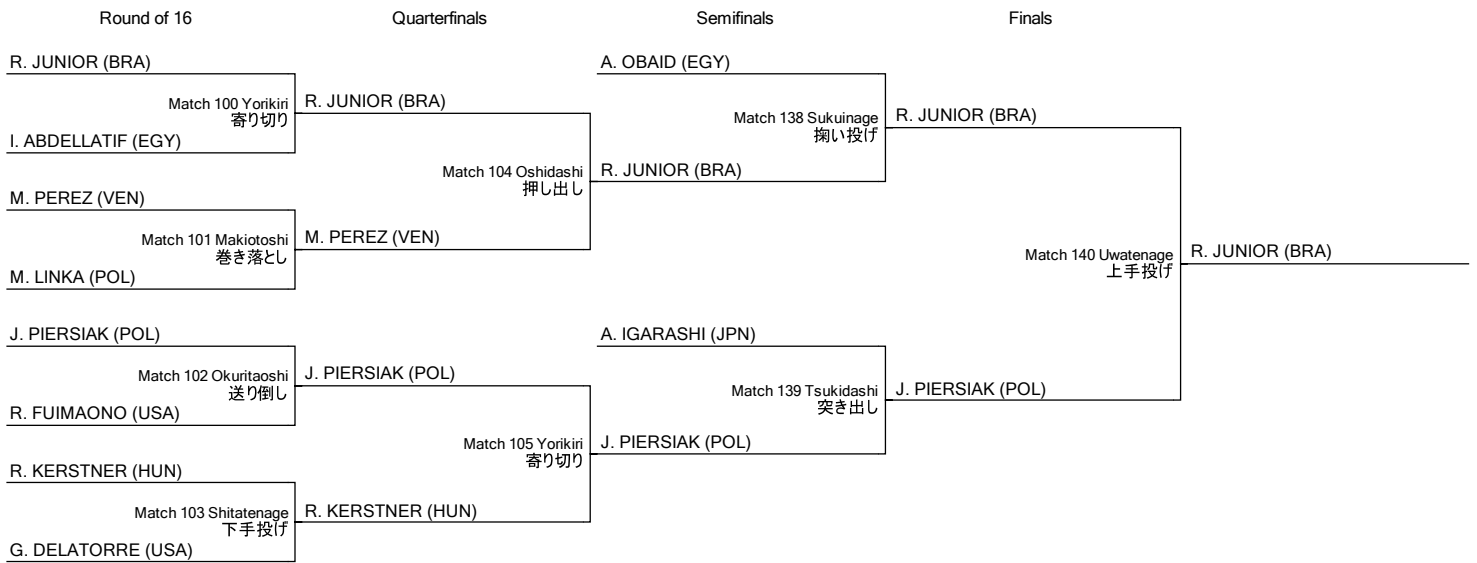 Round of 16
Quarterfinals
Semifinals
Finals
R. JUNIOR (BRA)
Match 100 Yorikiri
寄り切り
I. ABDELLATIF (EGY)
M. PEREZ (VEN)
Match 101 Makiotoshi
巻き落とし
M. LINKA (POL)
J. PIERSIAK (POL)
Match 102 Okuritaoshi
送り倒し
R. FUIMAONO (USA)
R. KERSTNER (HUN)
Match 103 Shitatenage
下手投げ
G. DELATORRE (USA)
R. JUNIOR (BRA)
Match 104 Oshidashi
押し出し
M. PEREZ (VEN)
J. PIERSIAK (POL)
Match 105 Yorikiri
寄り切り
R. KERSTNER (HUN)
A. OBAID (EGY)
Match 138 Sukuinage
掬い投げ
R. JUNIOR (BRA)
A. IGARASHI (JPN)
Match 139 Tsukidashi
突き出し
J. PIERSIAK (POL)
R. JUNIOR (BRA)
Match 140 Uwatenage
上手投げ
J. PIERSIAK (POL)
R. JUNIOR (BRA)